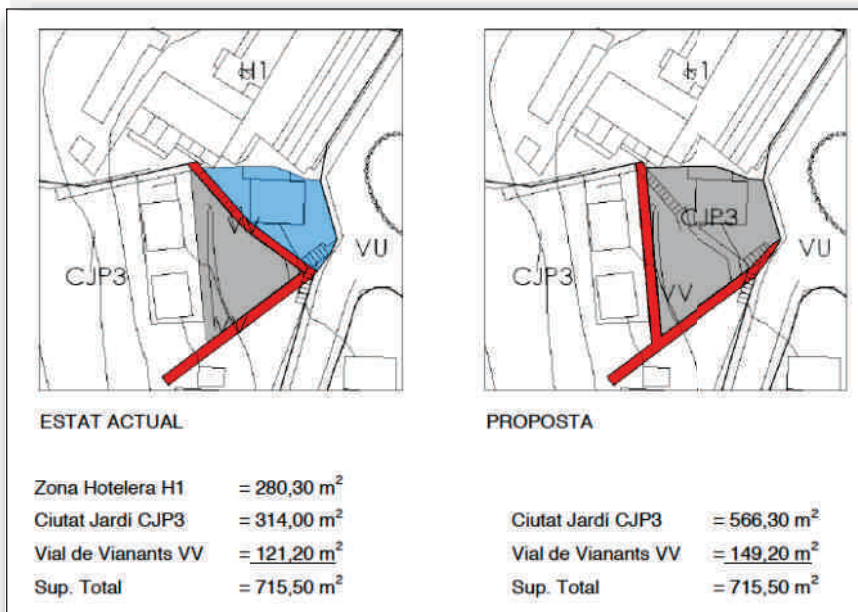 H1
VV
CJP3
VU
VV
ESTAT ACTUAL
Zona Hotelera H1 = 280,30 m²
Ciutat Jardí CJP3 = 314,00 m²
Vial de Vianants VV = 121,20 m²
Sup. Total = 715,50 m²
H1
CJP3
CJP3
VU
VV
PROPOSTA
Ciutat Jardí CJP3 = 566,30 m²
Vial de Vianants VV = 149,20 m²
Sup. Total = 715,50 m²